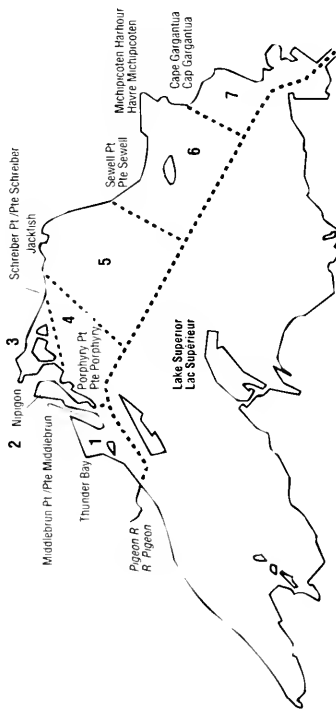 Michipicoten Harbour
Havre Michipicoten
Cape Gargantua
Cap Gargantua
7
6
Sewell Pt
Pte Sewell
5
Schreiber Pt /Pte Schreiber
Jackfish
3
4
Nipigon
2
Porphyry Pt
Pte Porphyry
Middlebrun Pt /Pte Middlebrun
1
Thunder Bay
Pigeon R
R Pigeon
Lake Superior
Lac Supérieur